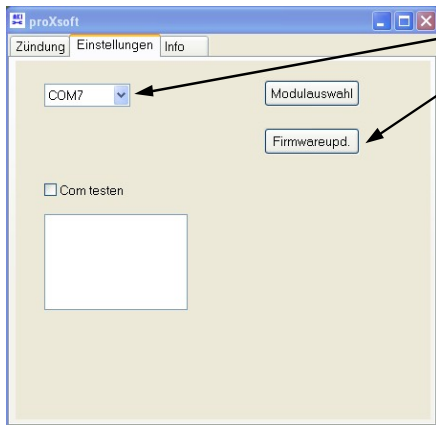 proXsoft
Zündung Einstellungen Info
COM7 Modulauswahl
Firmwareupd.
Com testen